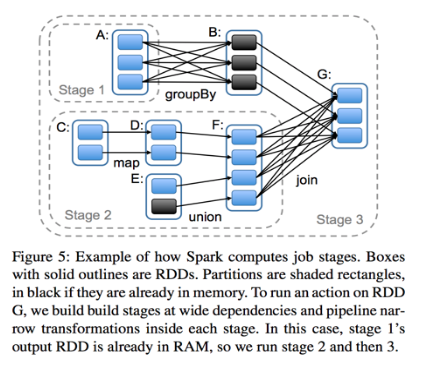 A:
B:
G:
Stage 1
groupBy
C:
D:
F:
map
E:
join
Stage 2
union
Stage 3
Figure 5: Example of how Spark computes job stages. Boxes
with solid outlines are RDDs. Partitions are shaded rectangles,
in black if they are already in memory. To run an action on RDD
G, we build build stages at wide dependencies and pipeline nar-
row transformations inside each stage. In this case, stage 1’s
output RDD is already in RAM, so we run stage 2 and then 3.